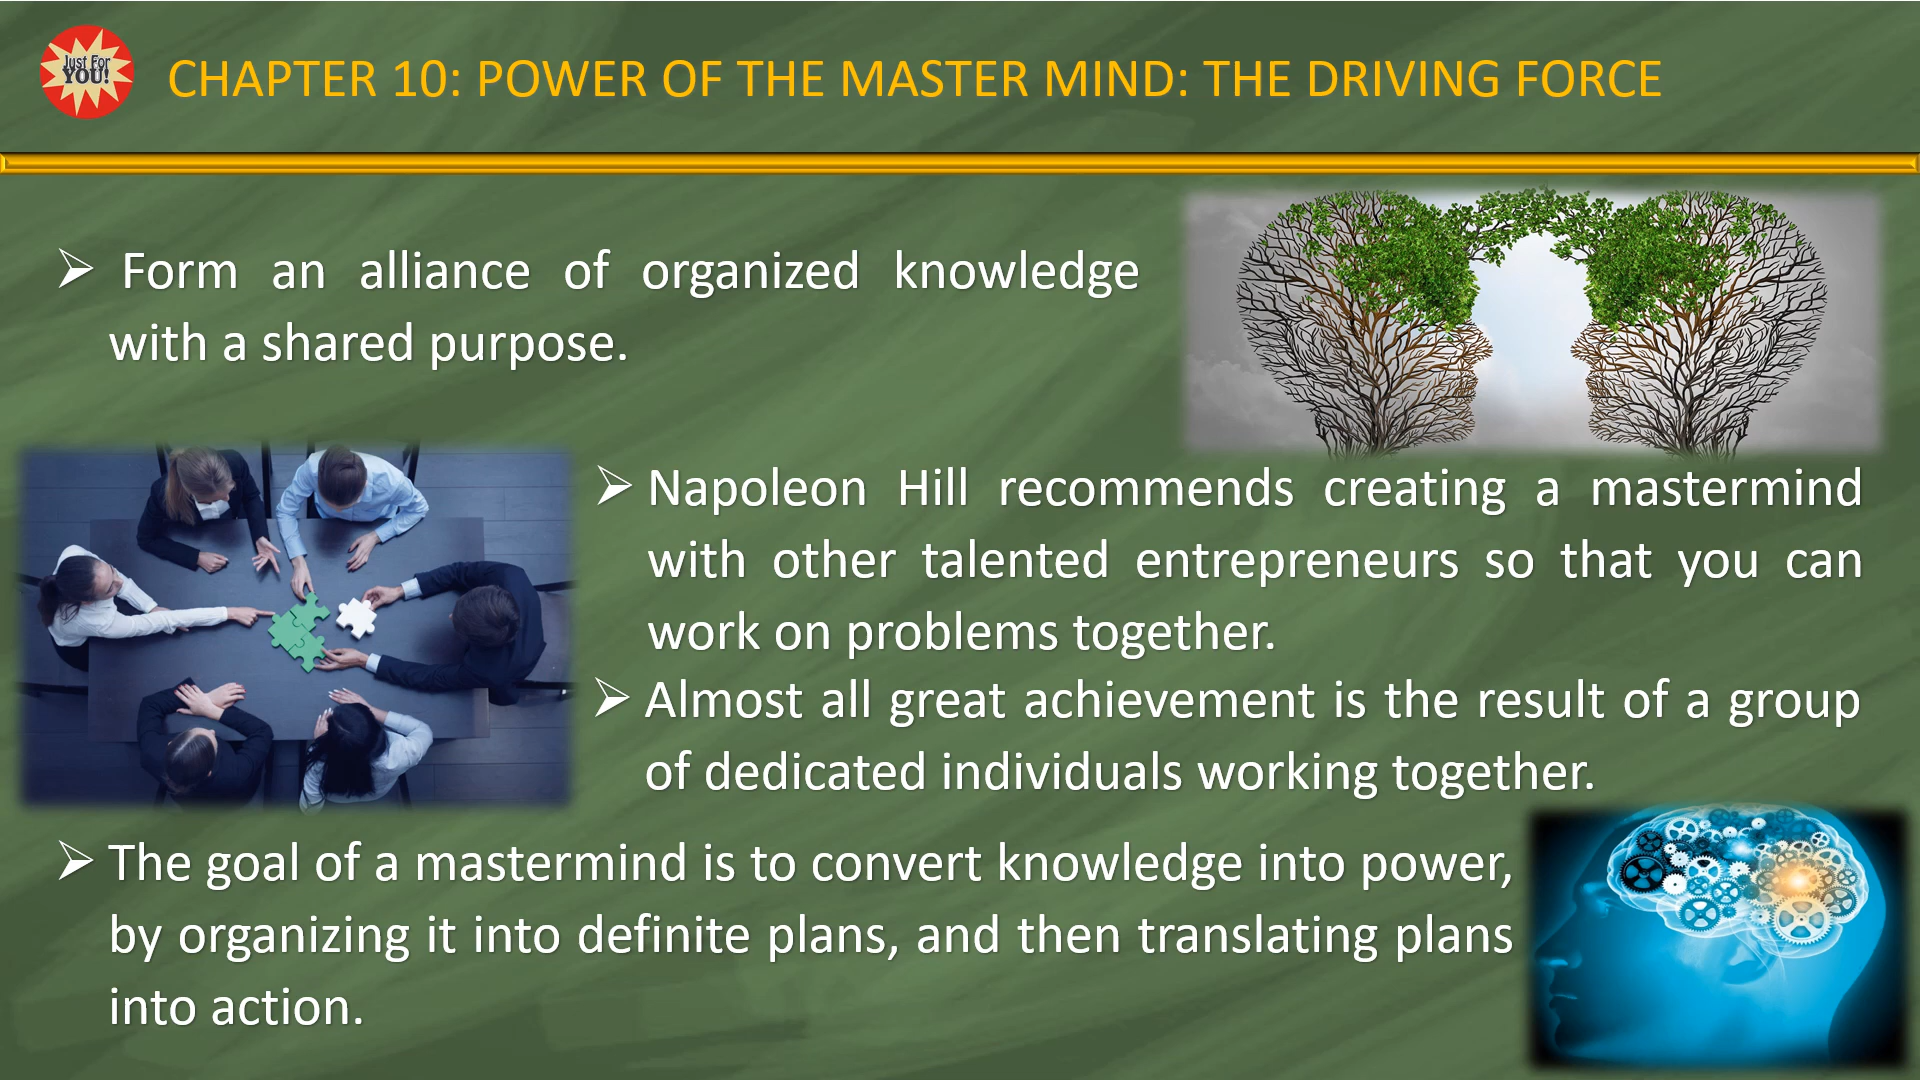 Just For
YOU!
CHAPTER 10: POWER OF THE MASTER MIND: THE DRIVING FORCE
➢ Form an alliance of organized knowledge
with a shared purpose.
➢ Napoleon Hill recommends creating a mastermind
with other talented entrepreneurs so that you can
work on problems together.
➢ Almost all great achievement is the result of a group
of dedicated individuals working together.
➢ The goal of a mastermind is to convert knowledge into power,
by organizing it into definite plans, and then translating plans
into action.